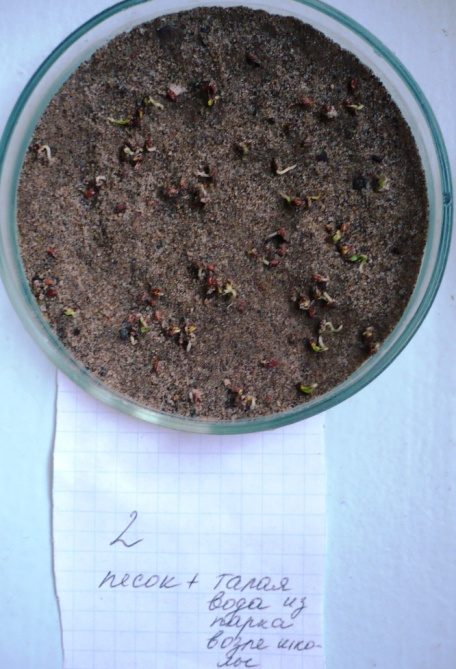 2
песок + талая
вода из
парка
возле шко-
лы